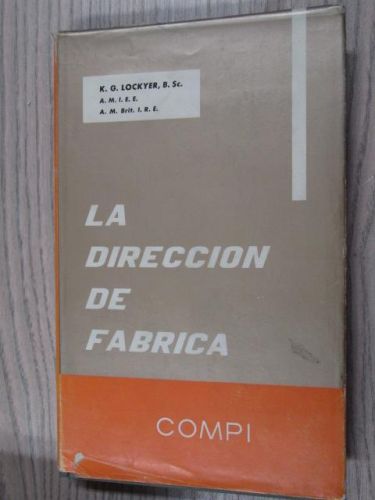 K. G. LOCKYER, B. Sc.
A. M. I. E. E.
A. M. Brit. I. R. E.
LA
DIRECCION
DE
FABRICA
COMPI